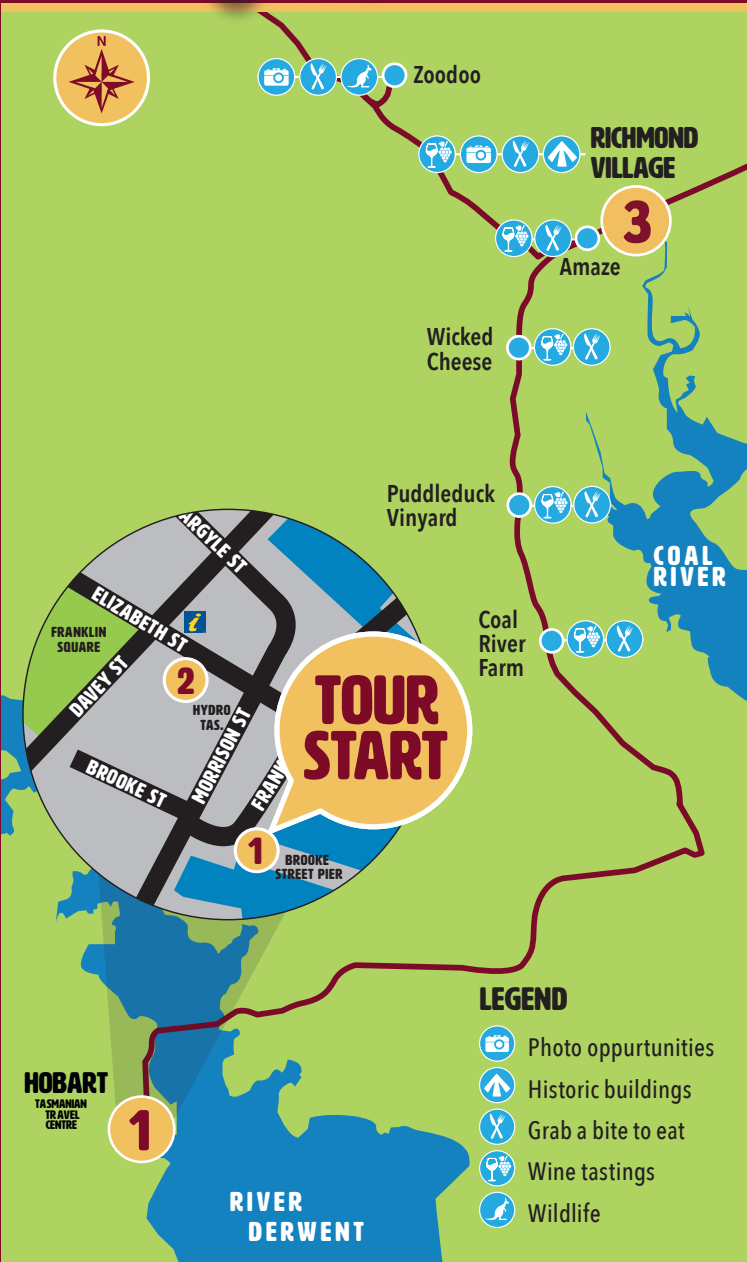 N
Zoodoo
RICHMOND
VILLAGE
3
Amaze
Wicked
Cheese
Puddleduck
Vinyard
COAL
RIVER
Coal
River
Farm
ARGYLE ST
ELIZABETH ST
i
FRANKLIN
SQUARE
DAVEY ST
2
HYDRO
TAS.
MORRISON ST
BROOKE ST
FRANK
TOUR
START
1
BROOKE
STREET PIER
HOBART
TASMANIAN
TRAVEL
CENTRE
1
RIVER
DERWENT
LEGEND
Photo oppurtunities
Historic buildings
Grab a bite to eat
Wine tastings
Wildlife